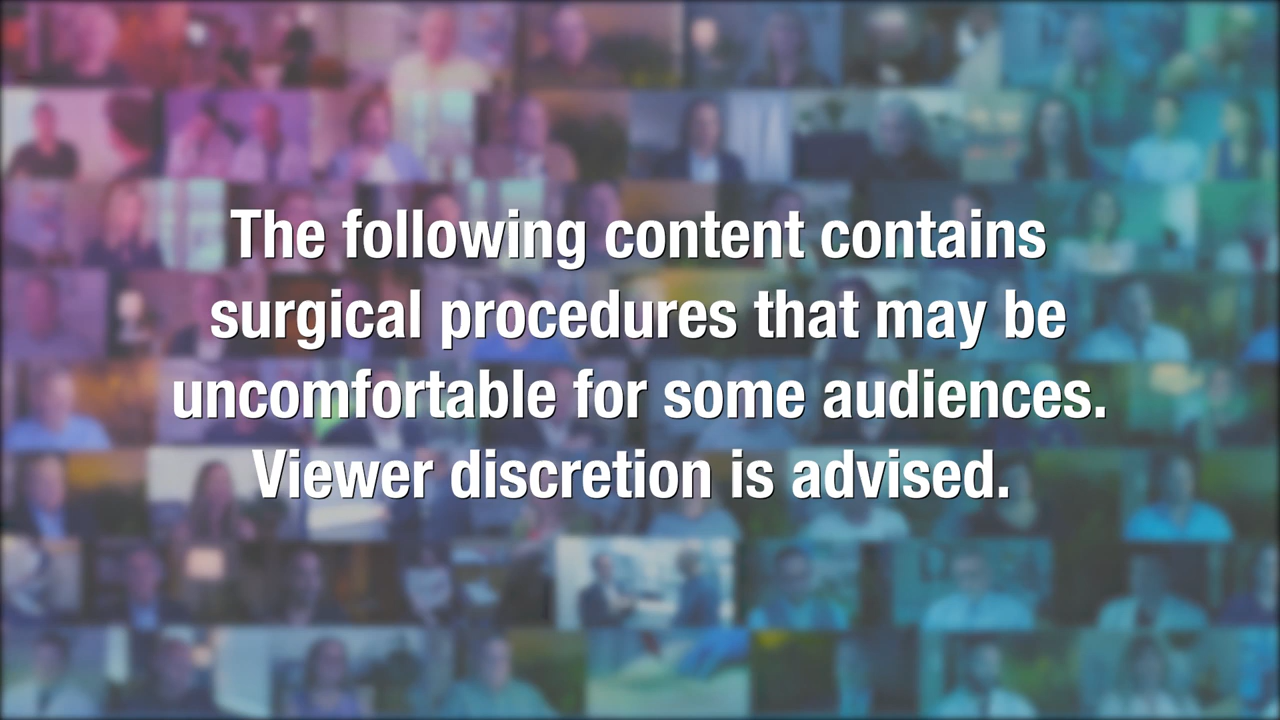 The following content contains
surgical procedures that may be
uncomfortable for some audiences.
Viewer discretion is advised.